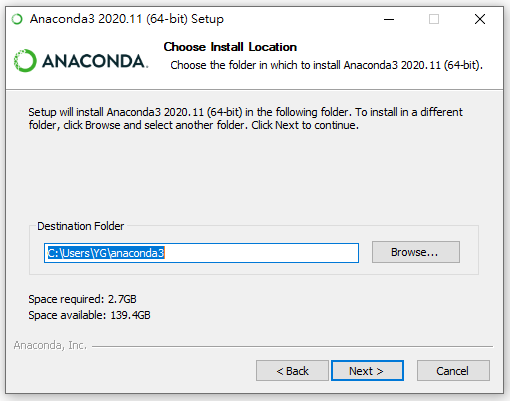 Anaconda3 2020.11 (64-bit) Setup
Choose Install Location
Choose the folder in which to install Anaconda3 2020.11 (64-bit).
ANACONDA.
Setup will install Anaconda3 2020.11 (64-bit) in the following folder. To install in a different
folder, click Browse and select another folder. Click Next to continue.
Destination Folder
C:\Users\YG\anaconda3
Browse...
Space required: 2.7GB
Space available: 139.4GB
Anaconda, Inc.
< Back
Next >
Cancel